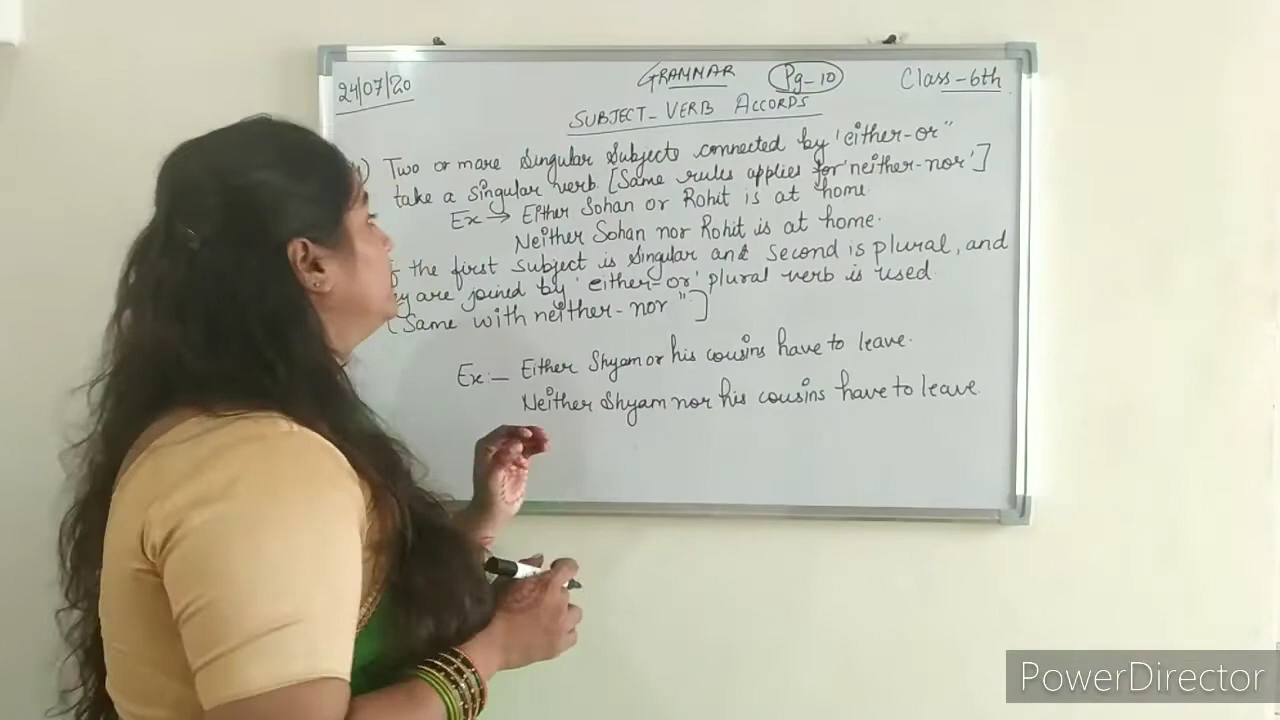 24/07/20
GRAMMAR
Pg-10
Class-6th
SUBJECT-VERB ACCORDS
Two or more Singular Subjects connected by 'either-or"
take a singular verb. [Same rules applies for 'neither-nor']
Ex → Either Sohan or Rohit is at home.
Neither Sohan nor Rohit is at home.
the first subject is singular and second is plural, and
are joined by 'either-or' plural verb is used
[Same with neither-nor"]
Ex:- Either Shyam or his cousins have to leave.
Neither Shyam nor his cousins have to leave.
PowerDirector